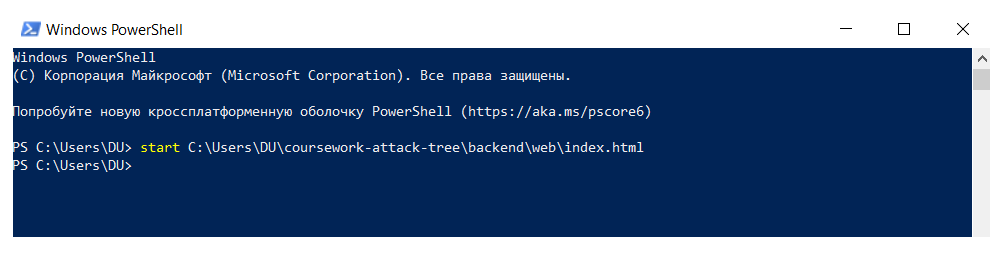 Windows PowerShell
Windows PowerShell
(C) Корпорация Майкрософт (Microsoft Corporation). Все права защищены.
Попробуйте новую кроссплатформенную оболочку PowerShell (https://aka.ms/pscore6)
PS C:\Users\DU> start C:\Users\DU\coursework-attack-tree\backend\web\index.html
PS C:\Users\DU>